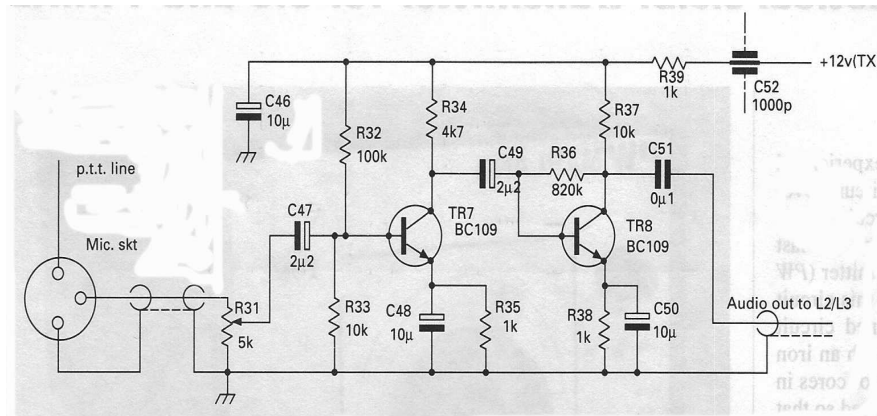 +12v(TX
R39
1k
C52
1000p
C46
10µ
R34
4k7
R37
10k
R32
100k
C49
2µ2
R36
820k
C51
0µ1
p.t.t. line
C47
2µ2
TR7
BC109
TR8
BC109
Mic. skt
R31
5k
R33
10k
C48
10µ
R35
1k
R38
1k
C50
10µ
Audio out to L2/L3